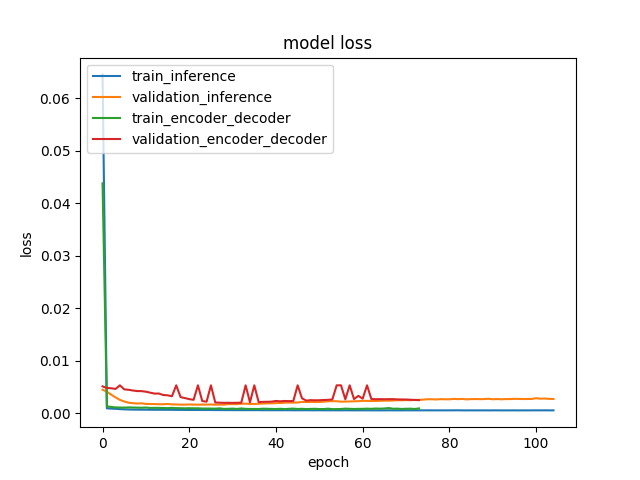 model loss
train_inference
validation_inference
train_encoder_decoder
validation_encoder_decoder
0.06
0.05
0.04
0.03
0.02
0.01
0.00
loss
0 20 40 60 80 100
epoch